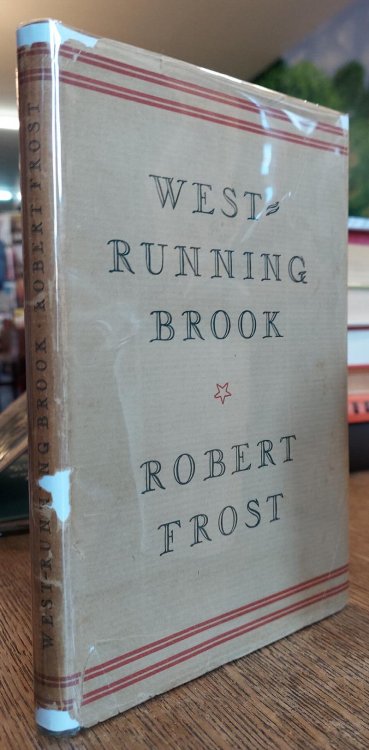 WEST=
RUNNING
BROOK
ROBERT
FROST
WEST-RUNNING BROOK · ROBERT FROST